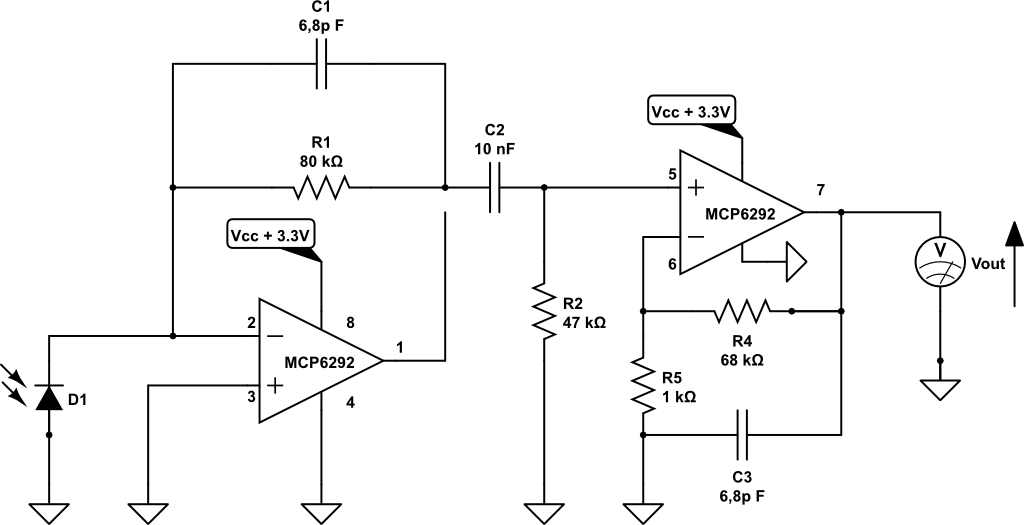 C1
6,8p F
R1
80 kΩ
C2
10 nF
Vcc + 3.3V
Vcc + 3.3V
5
+
MCP6292
7
−
6
V
Vout
2
−
8
MCP6292
1
+
3
4
D1
R2
47 kΩ
R4
68 kΩ
R5
1 kΩ
C3
6,8p F